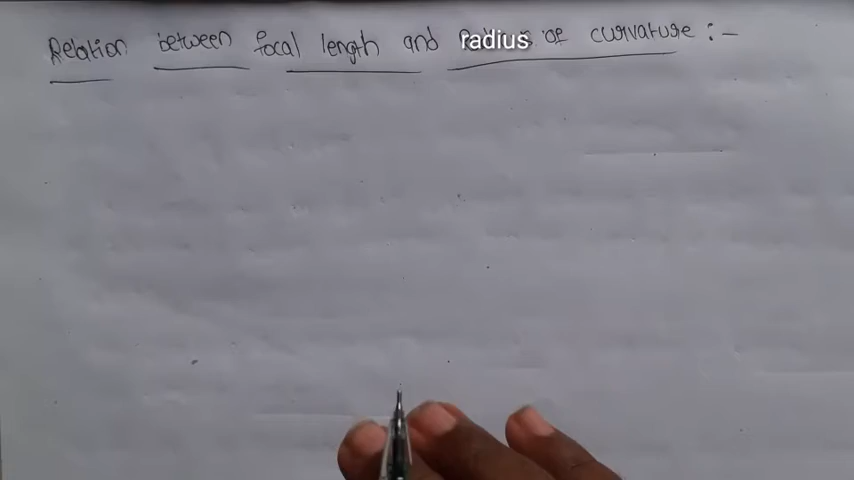 Relation between focal length and radius of curvature :-